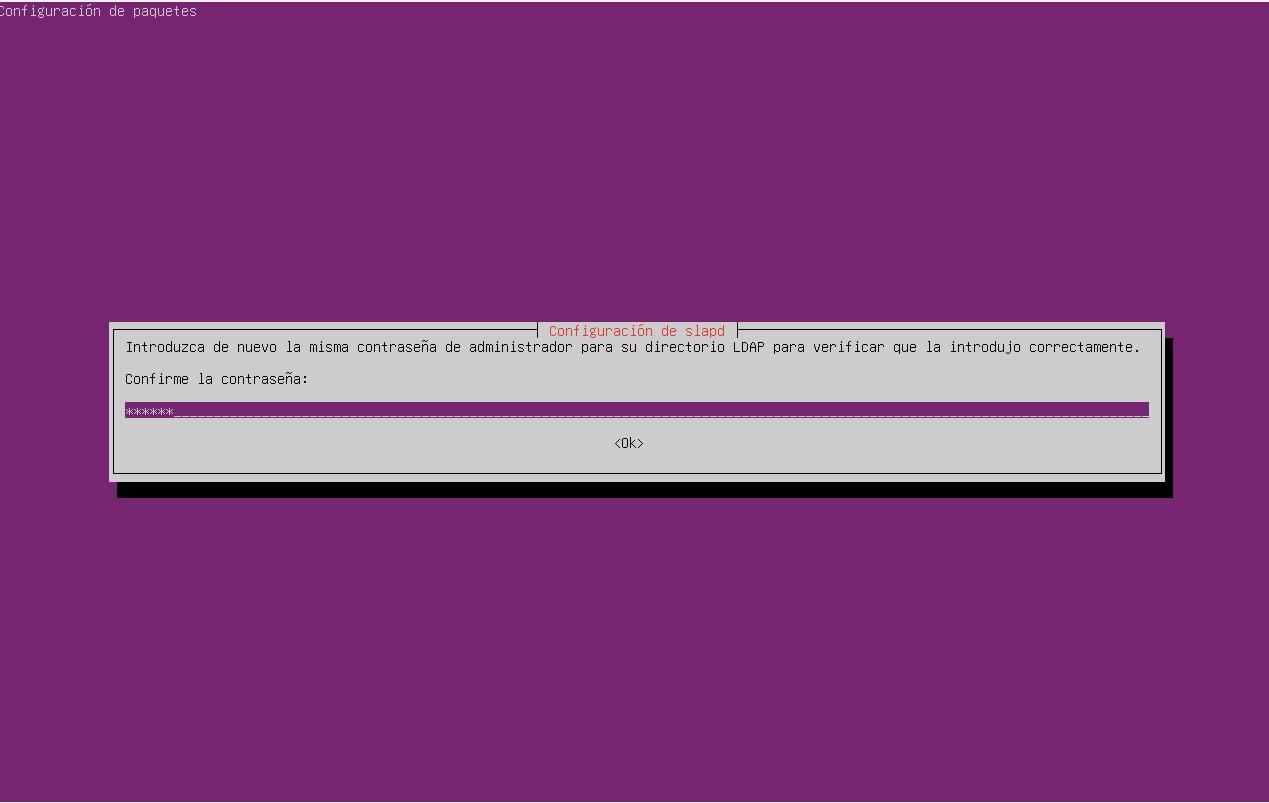 Configuración de paquetes
Configuración de slapd
Introduzca de nuevo la misma contraseña de administrador para su directorio LDAP para verificar que la introdujo correctamente.
Confirme la contraseña:
******
<Ok>